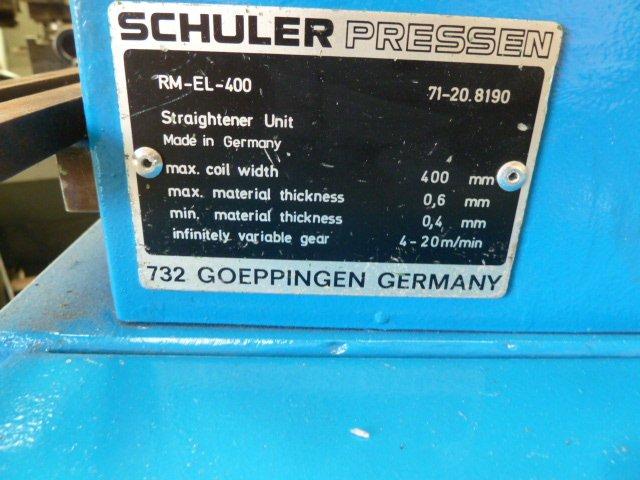 SCHULER PRESSEN
RM-EL-400 71-20.8190
Straightener Unit
Made in Germany
max. coil width 400 mm
max. material thickness 0,6 mm
min. material thickness 0,4 mm
infinitely variable gear 4-20m/min
732 GOEPPINGEN GERMANY